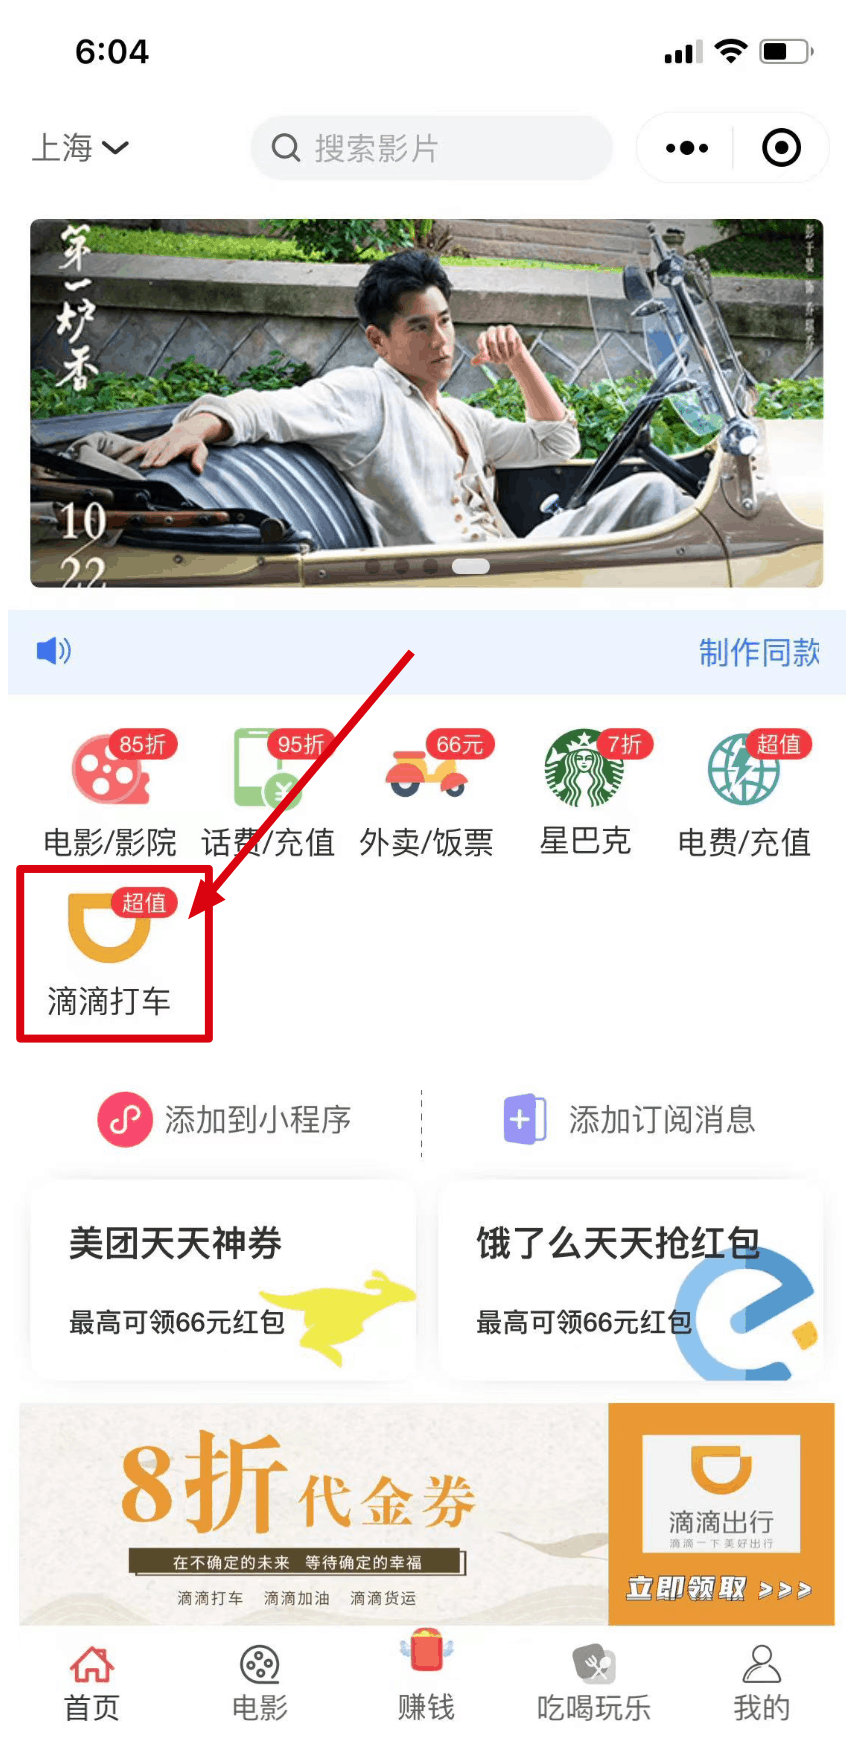 6:04
上海
搜索影片
第一炉香
10
22
制作同款
85折
95折
66元
7折
超值
电影/影院
话费/充值
外卖/饭票
星巴克
电费/充值
超值
滴滴打车
添加到小程序
添加订阅消息
美团天天神券
最高可领66元红包
饿了么天天抢红包
最高可领66元红包
8折代金券
在不确定的未来 等待确定的幸福
滴滴打车 滴滴加油 滴滴货运
滴滴出行
滴滴一下 美好出行
立即领取 >>>
首页
电影
赚钱
吃喝玩乐
我的